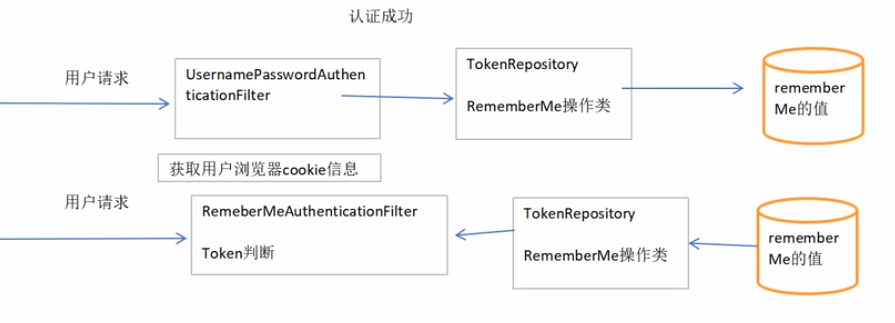 认证成功
用户请求
UsernamePasswordAuthen
ticationFilter
TokenRepository
RememberMe操作类
remember
Me的值
获取用户浏览器cookie信息
用户请求
RemeberMeAuthenticationFilter
Token判断
TokenRepository
RememberMe操作类
remember
Me的值